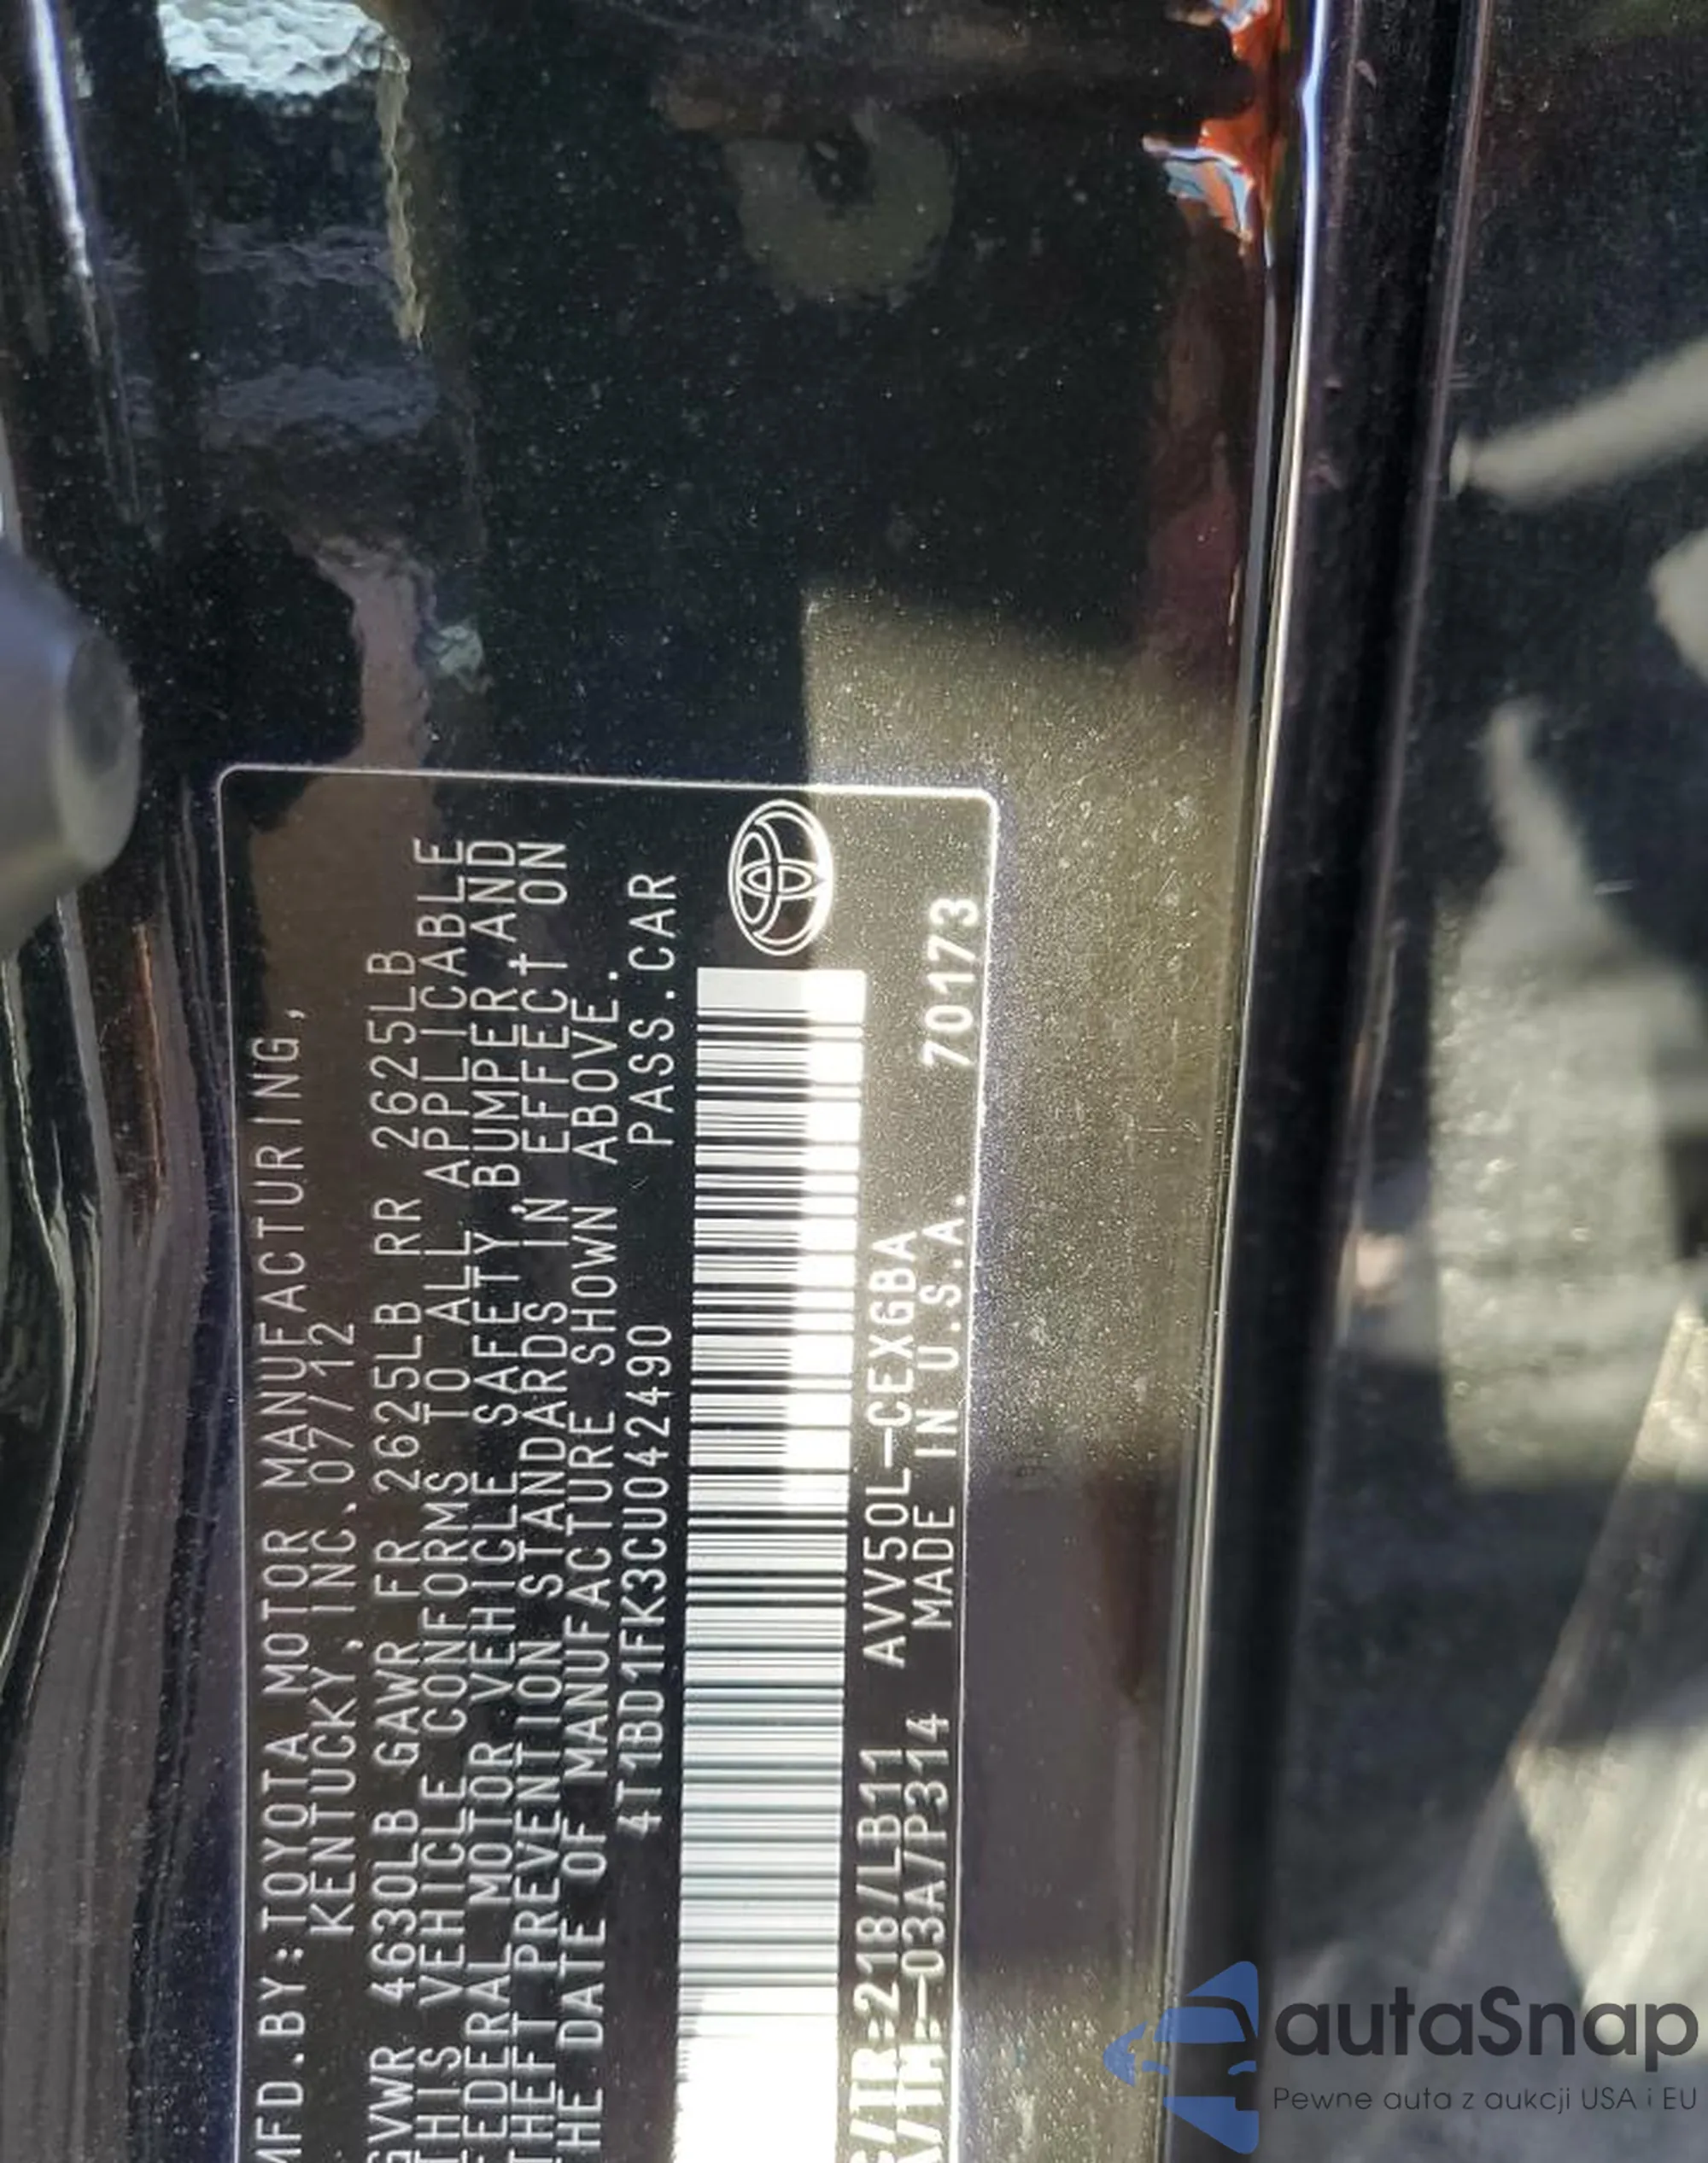 MFD.BY:TOYOTA MOTOR MANUFACTURING,
KENTUCKY, INC. 07/12
GVWR 4630LB GAWR FR 2625LB RR 2625LB
THIS VEHICLE CONFORMS TO ALL APPLICABLE
FEDERAL MOTOR VEHICLE SAFETY,BUMPER AND
THEFT PREVENTION STANDARDS IN EFFECT ON
THE DATE OF MANUFACTURE SHOWN ABOVE.
4T1BD1FK3CU042490 PASS.CAR
C/TR:218/LB11 AVV50L-CEXGBA
A/TM:-03A/P314 MADE IN U.S.A. 70173
autaSnap
Pewne auta z aukcji USA i EU